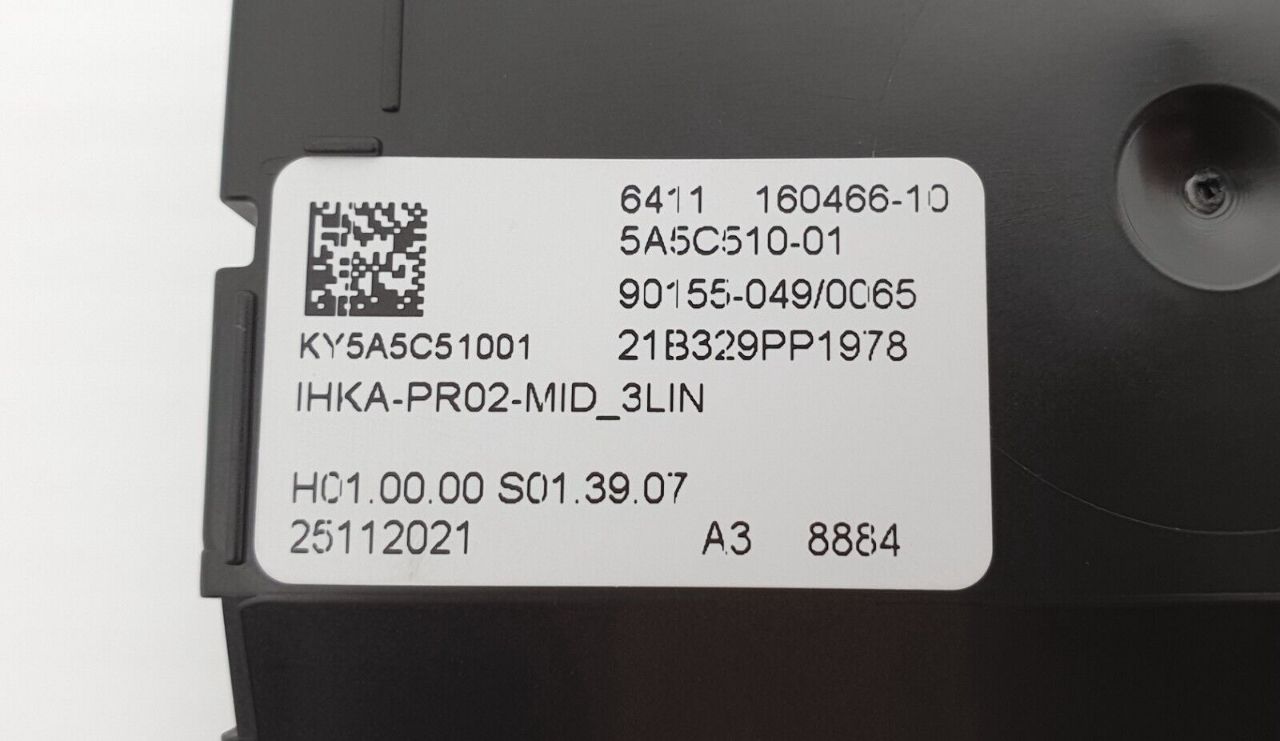 6411 160466-10
5A5C510-01
90155-049/0065
KY5A5C51001 21B329PP1978
IHKA-PR02-MID_3LIN
H01.00.00 S01.39.07
25112021 A3 8884